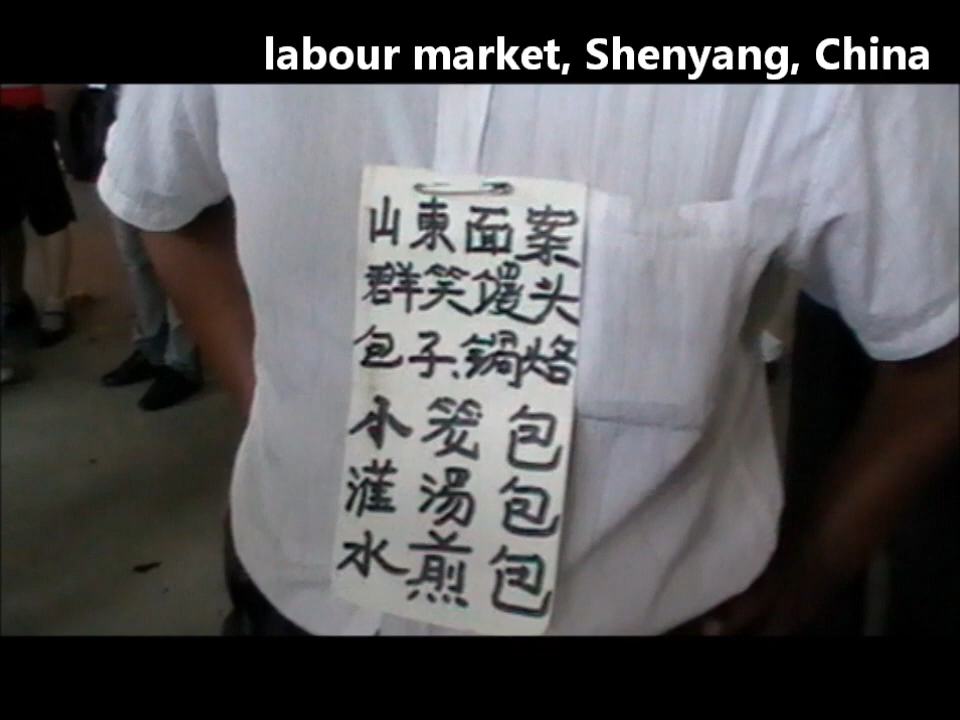 labour market, Shenyang, China
山東面案
群笑馒头
包子、鍋烙
小笼包
灌湯包
水煎包